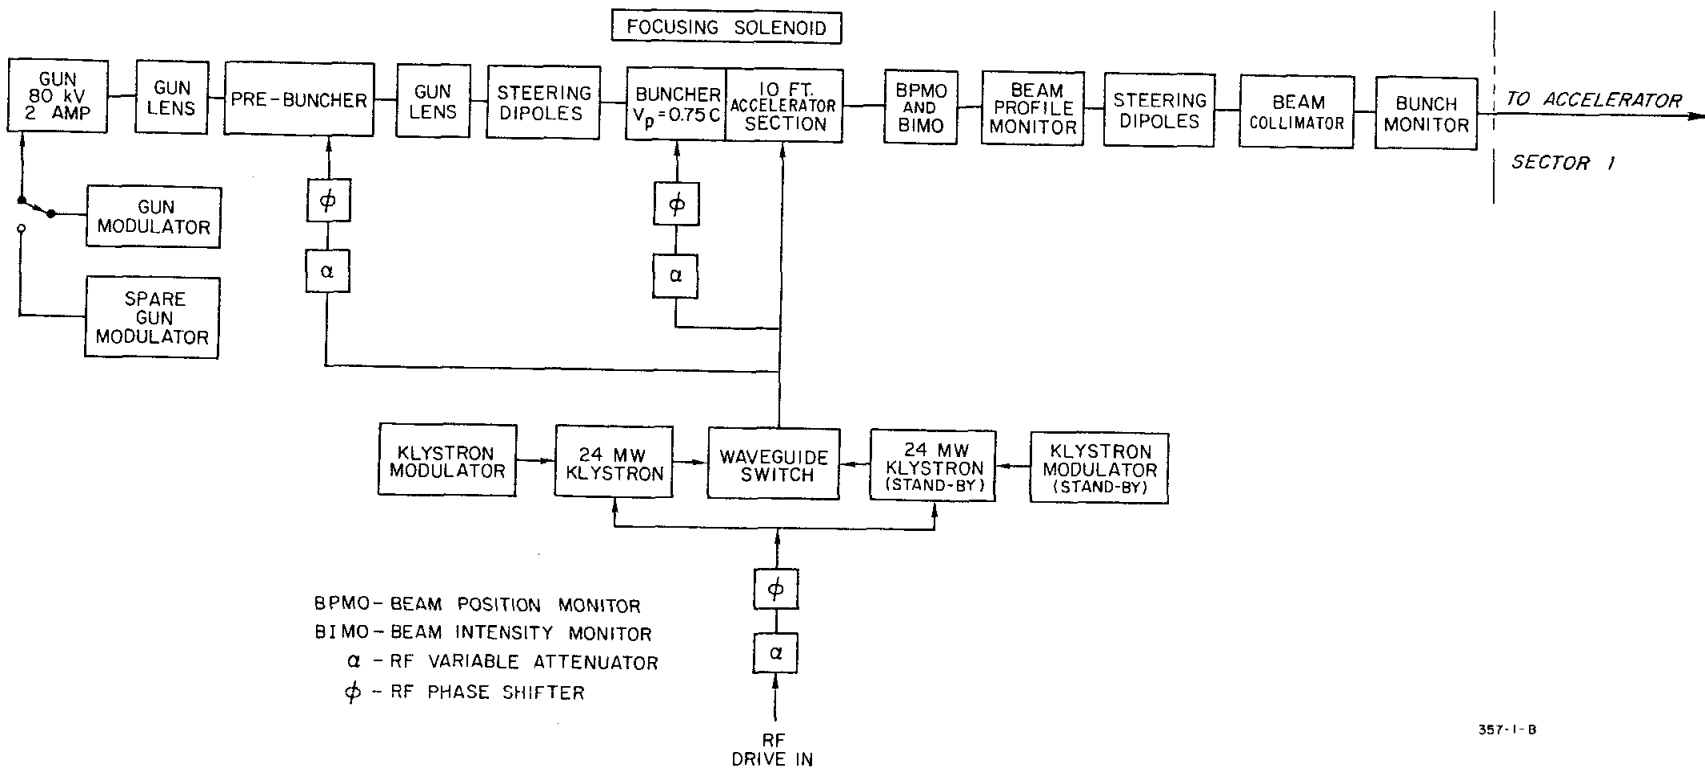 FOCUSING SOLENOID
GUN
80 kV
2 AMP
GUN
LENS
PRE-BUNCHER
GUN
LENS
STEERING
DIPOLES
BUNCHER
Vp = 0.75 C
10 FT.
ACCELERATOR
SECTION
BPMO
AND
BIMO
BEAM
PROFILE
MONITOR
STEERING
DIPOLES
BEAM
COLLIMATOR
BUNCH
MONITOR
TO ACCELERATOR
SECTOR 1
ϕ
ϕ
GUN
MODULATOR
α
α
SPARE
GUN
MODULATOR
KLYSTRON
MODULATOR
24 MW
KLYSTRON
WAVEGUIDE
SWITCH
24 MW
KLYSTRON
(STAND-BY)
KLYSTRON
MODULATOR
(STAND-BY)
ϕ
α
RF
DRIVE IN
BPMO – BEAM POSITION MONITOR
BIMO – BEAM INTENSITY MONITOR
α – RF VARIABLE ATTENUATOR
ϕ – RF PHASE SHIFTER
357-1-B